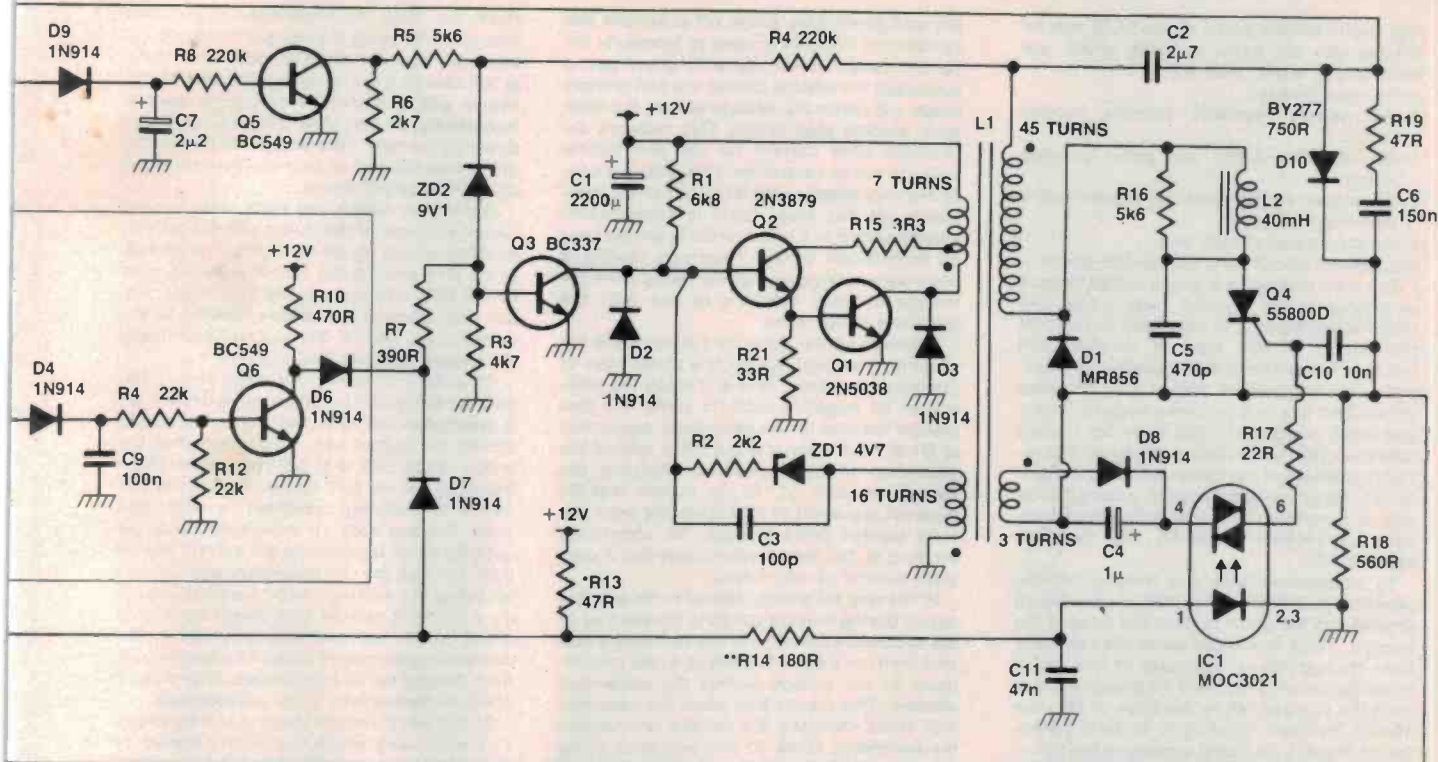 D9
1N914
R8 220k
C7
2µ2
+
Q5
BC549
R5 5k6
R6
2k7
ZD2
9V1
R4 220k
C2
2µ7
BY277
750R
D10
R19
47R
C6
150n
+12V
C1
2200µ
+
R1
6k8
L1
7 TURNS
45 TURNS
Q3 BC337
Q2
2N3879
R15 3R3
R16
5k6
L2
40mH
Q4
55800D
D4
1N914
R4 22k
C9
100n
R12
22k
+12V
R10
470R
BC549
Q6
D6
1N914
R7
390R
R3
4k7
D7
1N914
D2
1N914
R21
33R
Q1
2N5038
D3
1N914
D1
MR856
C5
470p
C10 10n
R2 2k2
ZD1 4V7
C3
100p
16 TURNS
3 TURNS
D8
1N914
C4
1µ
+
R17
22R
4
6
1
2,3
R18
560R
+12V
*R13
47R
**R14 180R
C11
47n
IC1
MOC3021